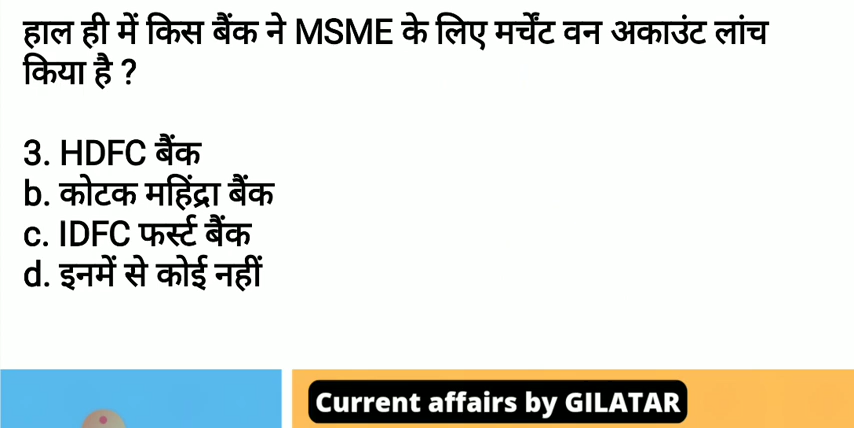 हाल ही में किस बैंक ने MSME के लिए मर्चेंट वन अकाउंट लांच
किया है ?
3. HDFC बैंक
b. कोटक महिंद्रा बैंक
c. IDFC फर्स्ट बैंक
d. इनमें से कोई नहीं
Current affairs by GILATAR